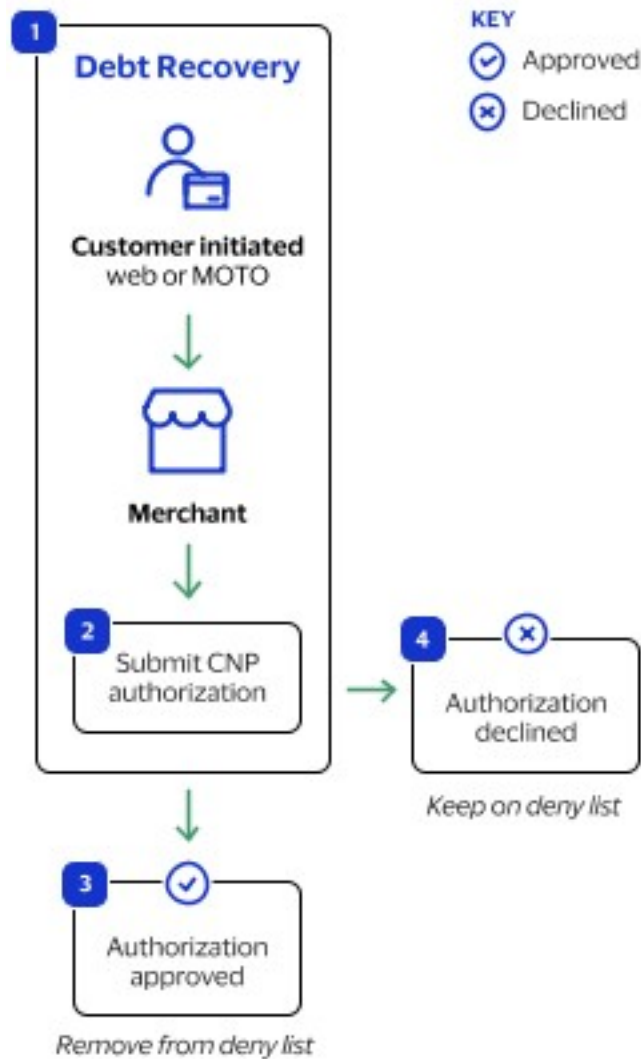 1
Debt Recovery
Customer initiated
web or MOTO
Merchant
2
Submit CNP
authorization
KEY
Approved
Declined
4
Authorization
declined
Keep on deny list
3
Authorization
approved
Remove from deny list